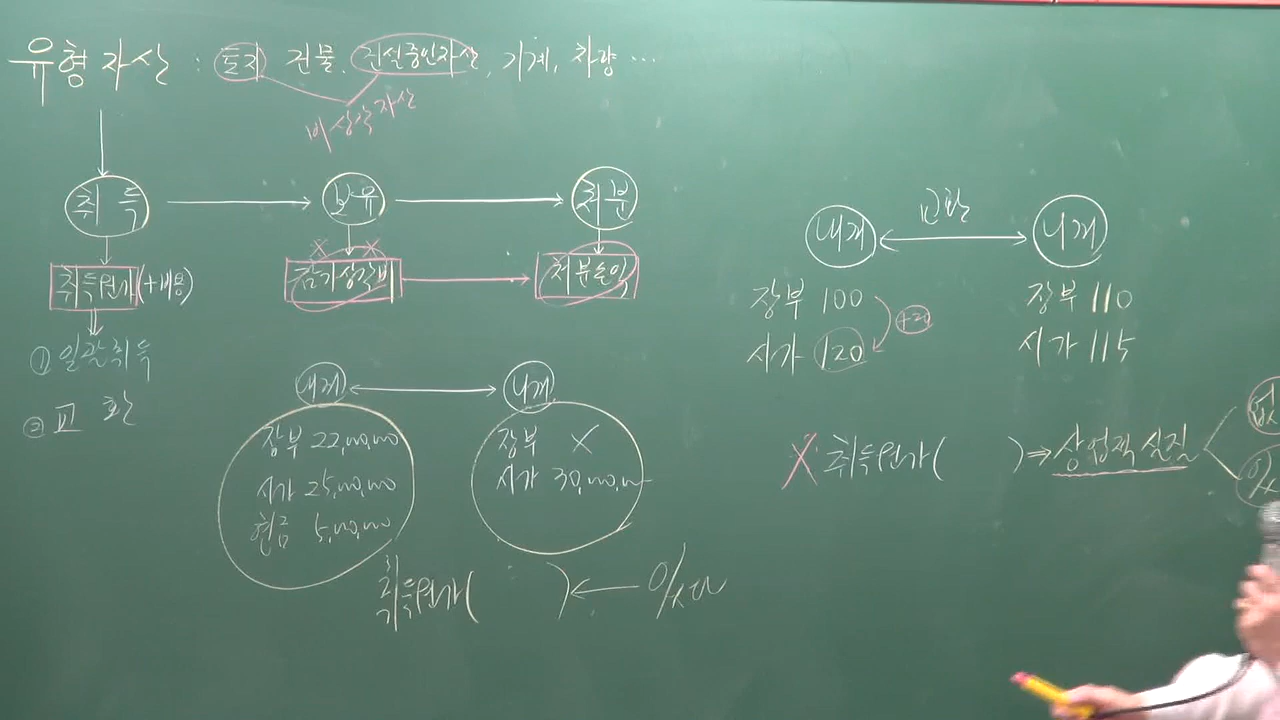 유형자산 : 토지 건물, 건설중인자산, 기계, 차량 ...
비상각자산
취득 → 보유 → 처분
취득원가 (+비용)
감가상각비 → 처분손익
① 일괄취득
② 교환
내꺼 ↔ 니꺼
장부 22,000,000
시가 25,000,000
현금 5,000,000
장부 X
시가 30,000,000
취득원가( ) ←
교환
내꺼 ↔ 니꺼
장부 100
시가 120
+20
장부 110
시가 115
X 취득원가( ) ⇒ 상업적 실질